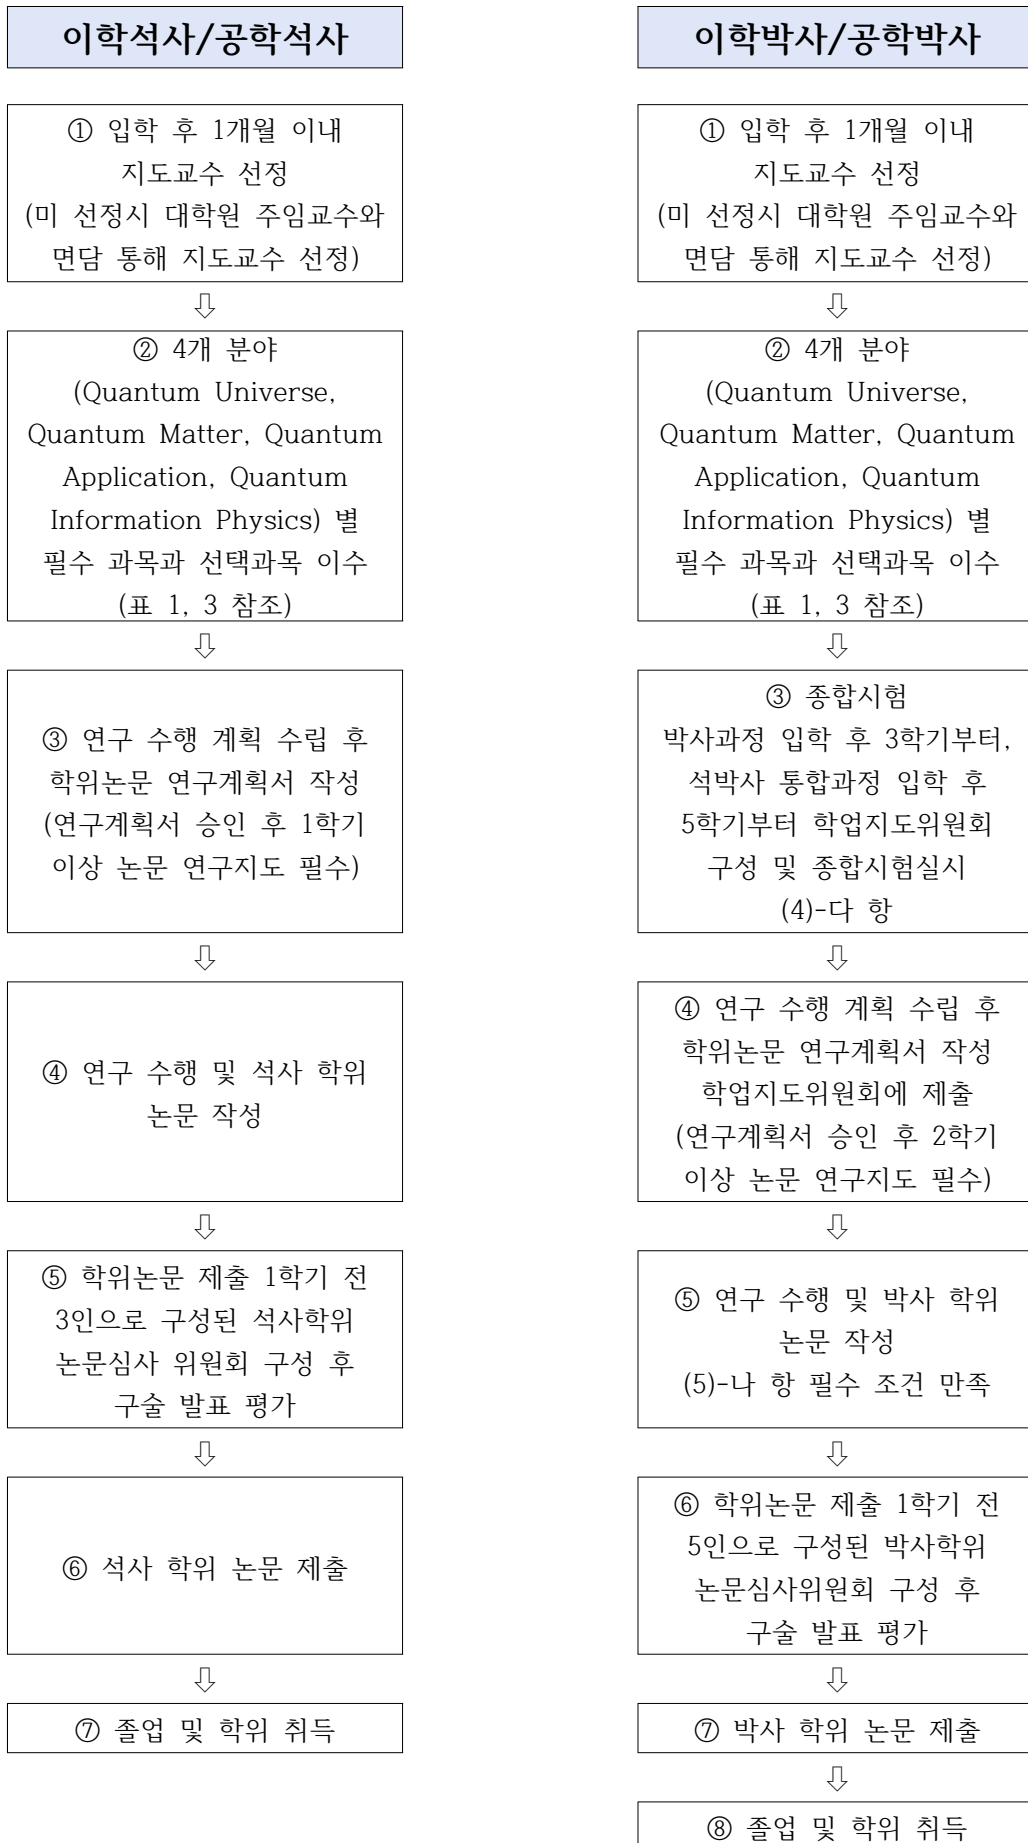 이학석사/공학석사
① 입학 후 1개월 이내
지도교수 선정
(미 선정시 대학원 주임교수와
면담 통해 지도교수 선정)
⇩
② 4개 분야
(Quantum Universe,
Quantum Matter, Quantum
Application, Quantum
Information Physics) 별
필수 과목과 선택과목 이수
(표 1, 3 참조)
⇩
③ 연구 수행 계획 수립 후
학위논문 연구계획서 작성
(연구계획서 승인 후 1학기
이상 논문 연구지도 필수)
⇩
④ 연구 수행 및 석사 학위
논문 작성
⇩
⑤ 학위논문 제출 1학기 전
3인으로 구성된 석사학위
논문심사 위원회 구성 후
구술 발표 평가
⇩
⑥ 석사 학위 논문 제출
⇩
⑦ 졸업 및 학위 취득
이학박사/공학박사
① 입학 후 1개월 이내
지도교수 선정
(미 선정시 대학원 주임교수와
면담 통해 지도교수 선정)
⇩
② 4개 분야
(Quantum Universe,
Quantum Matter, Quantum
Application, Quantum
Information Physics) 별
필수 과목과 선택과목 이수
(표 1, 3 참조)
⇩
③ 종합시험
박사과정 입학 후 3학기부터,
석박사 통합과정 입학 후
5학기부터 학업지도위원회
구성 및 종합시험실시
(4)-다 항
⇩
④ 연구 수행 계획 수립 후
학위논문 연구계획서 작성
학업지도위원회에 제출
(연구계획서 승인 후 2학기
이상 논문 연구지도 필수)
⇩
⑤ 연구 수행 및 박사 학위
논문 작성
(5)-나 항 필수 조건 만족
⇩
⑥ 학위논문 제출 1학기 전
5인으로 구성된 박사학위
논문심사위원회 구성 후
구술 발표 평가
⇩
⑦ 박사 학위 논문 제출
⇩
⑧ 졸업 및 학위 취득